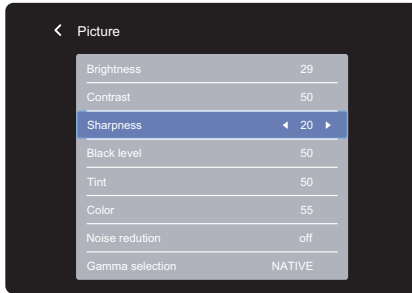 Picture
Brightness 29
Contrast 50
Sharpness 20
Black level 50
Tint 50
Color 55
Noise redution off
Gamma selection NATIVE